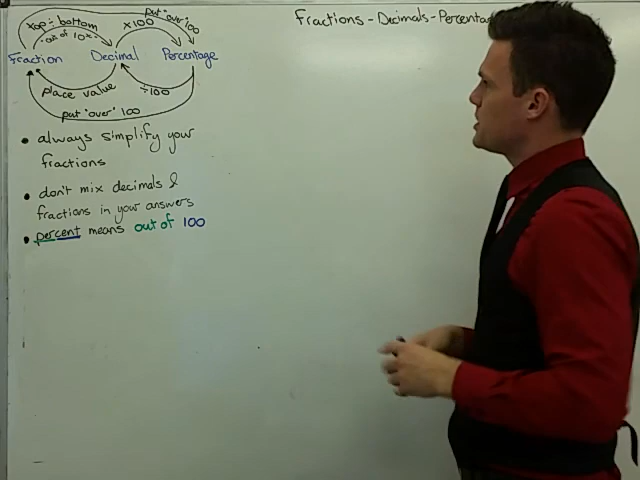 Fractions - Decimals - Percentag
put "over" 100
top ÷ bottom
"out of 10x"
x100
Fraction Decimal Percentage
place value
÷100
put "over" 100
• always simplify your
fractions
• don't mix decimals &
fractions in your answers
• percent means out of 100